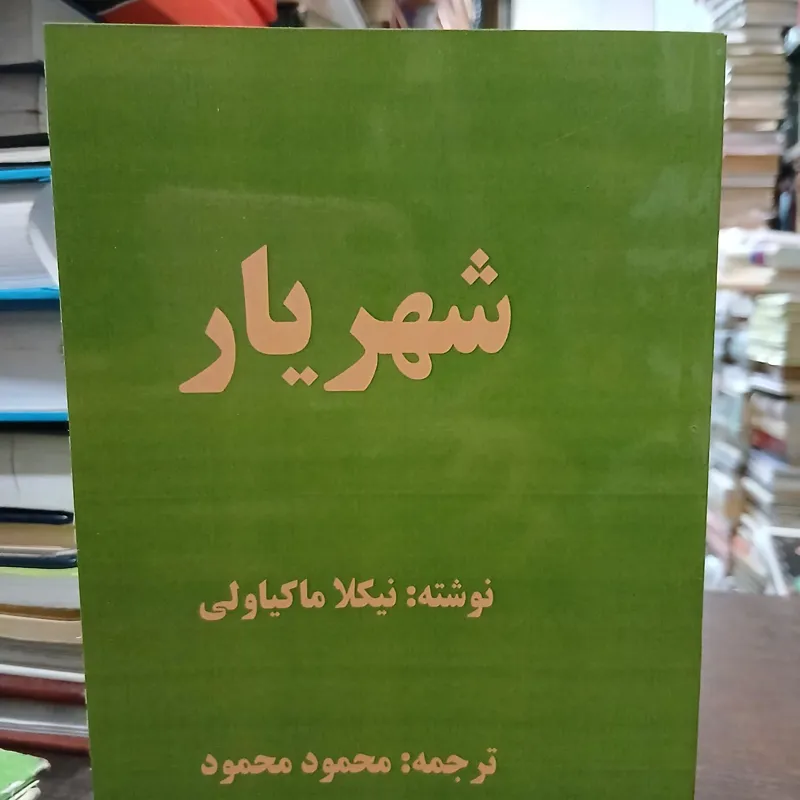 شهریار
نوشته: نیکلا ماکیاولی
ترجمه: محمود محمود